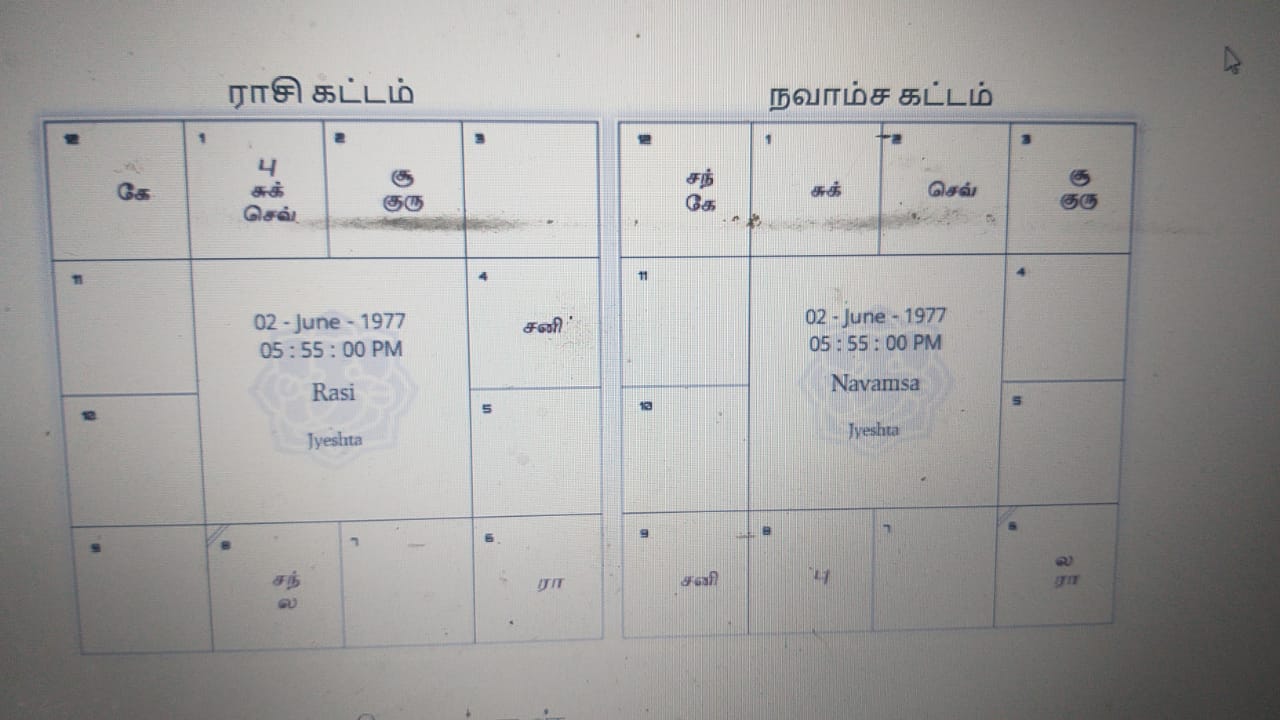 ராசி கட்டம்
12
கே
1
பு
சுக்
செவ்
2
சூ
குரு
3
11
4
சனி
02 - June - 1977
05 : 55 : 00 PM
Rasi
Jyeshta
10
5
9
8
சந்
ல
7
6
ரா
நவாம்ச கட்டம்
12
சந்
கே
1
சுக்
2
செவ்
3
சூ
குரு
11
4
02 - June - 1977
05 : 55 : 00 PM
Navamsa
Jyeshta
10
5
9
சனி
8
பு
7
6
ல
ரா